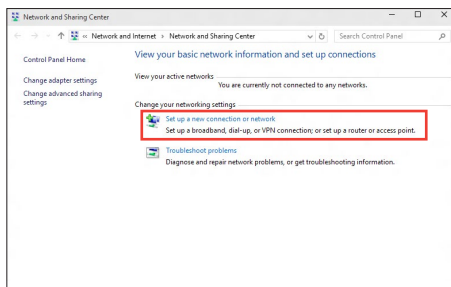 Network and Sharing Center
« Network and Internet › Network and Sharing Center
Search Control Panel
Control Panel Home
Change adapter settings
Change advanced sharing
settings
View your basic network information and set up connections
View your active networks
You are currently not connected to any networks.
Change your networking settings
Set up a new connection or network
Set up a broadband, dial-up, or VPN connection; or set up a router or access point.
Troubleshoot problems
Diagnose and repair network problems, or get troubleshooting information.